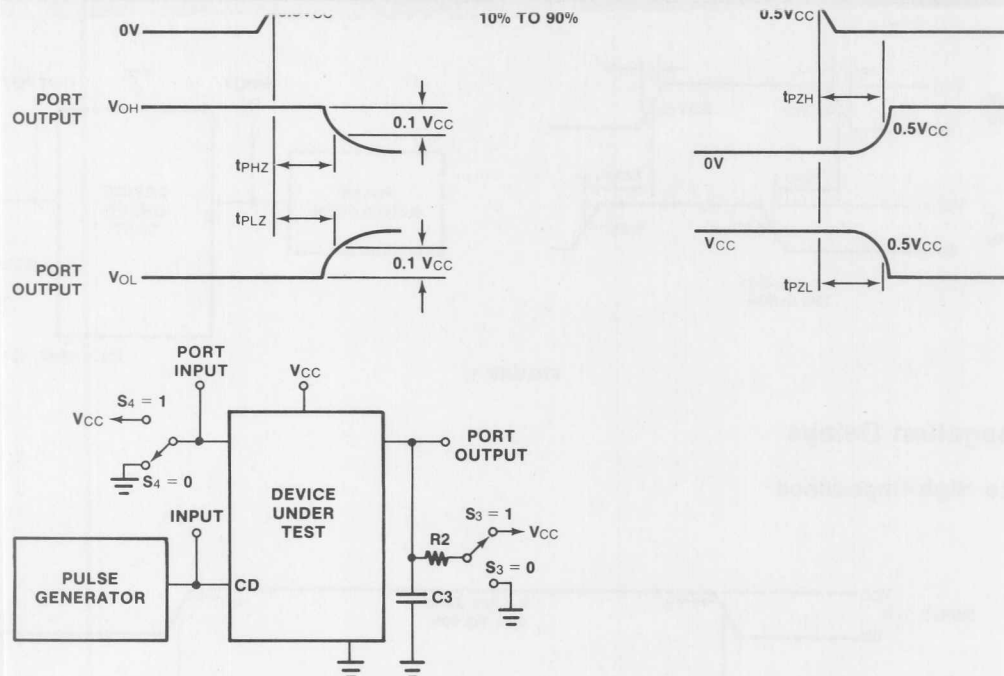 0.5VCC
10% TO 90%
0.5VCC
0V
PORT OUTPUT
VOH
0.1 VCC
tPHZ
tPZH
0.5VCC
0V
tPLZ
PORT OUTPUT
VOL
0.1 VCC
VCC
0.5VCC
tPZL
PORT INPUT
VCC
S4 = 1
VCC
S4 = 0
PORT OUTPUT
DEVICE UNDER TEST
INPUT
S3 = 1
VCC
R2
S3 = 0
PULSE GENERATOR
CD
C3